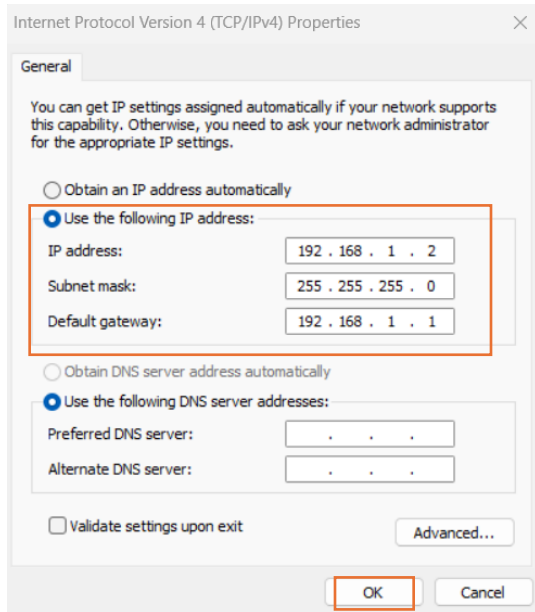 Internet Protocol Version 4 (TCP/IPv4) Properties
General
You can get IP settings assigned automatically if your network supports
this capability. Otherwise, you need to ask your network administrator
for the appropriate IP settings.
Obtain an IP address automatically
Use the following IP address:
IP address: 192 . 168 . 1 . 2
Subnet mask: 255 . 255 . 255 . 0
Default gateway: 192 . 168 . 1 . 1
Obtain DNS server address automatically
Use the following DNS server addresses:
Preferred DNS server: . . .
Alternate DNS server: . . .
Validate settings upon exit
Advanced...
OK Cancel